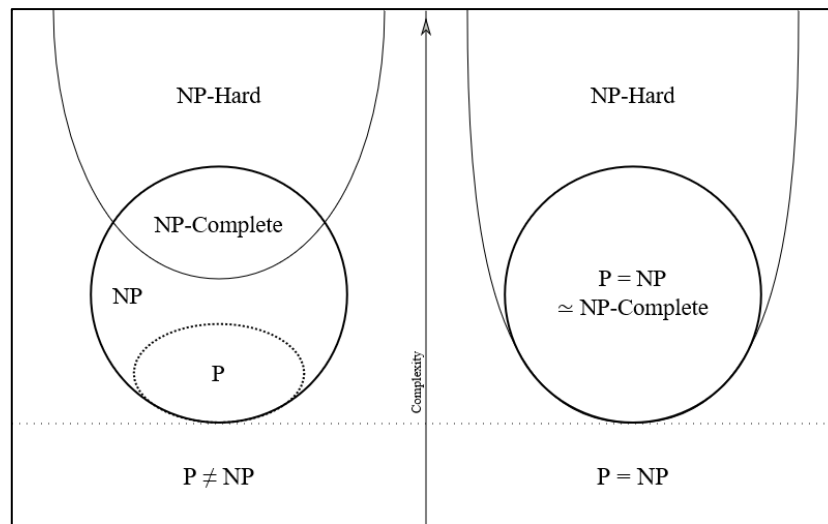 NP-Hard
NP-Complete
NP
P
P ≠ NP
Complexity
NP-Hard
P = NP
≃ NP-Complete
P = NP